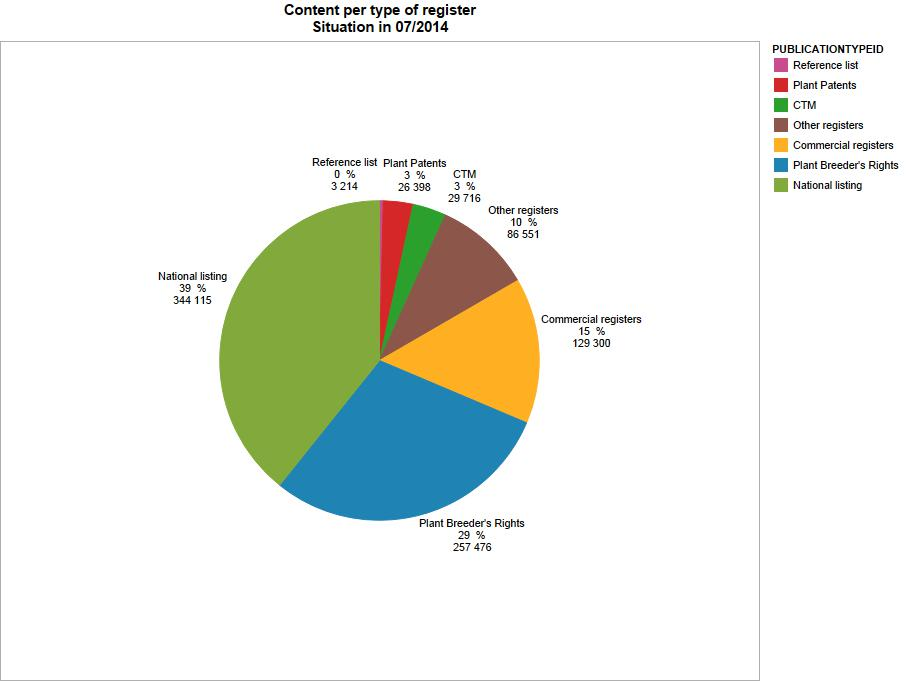 Content per type of register
Situation in 07/2014
PUBLICATIONTYPEID
Reference list
Plant Patents
CTM
Other registers
Commercial registers
Plant Breeder's Rights
National listing
Reference list
0 %
3 214
Plant Patents
3 %
26 398
CTM
3 %
29 716
Other registers
10 %
86 551
Commercial registers
15 %
129 300
Plant Breeder's Rights
29 %
257 476
National listing
39 %
344 115